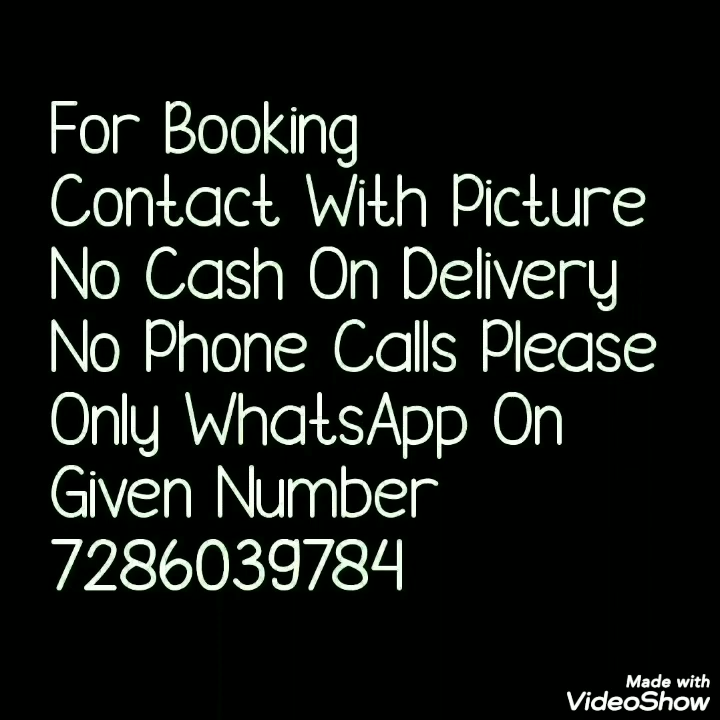 For Booking
Contact With Picture
No Cash On Delivery
No Phone Calls Please
Only WhatsApp On
Given Number
7286039784
Made with
VideoShow